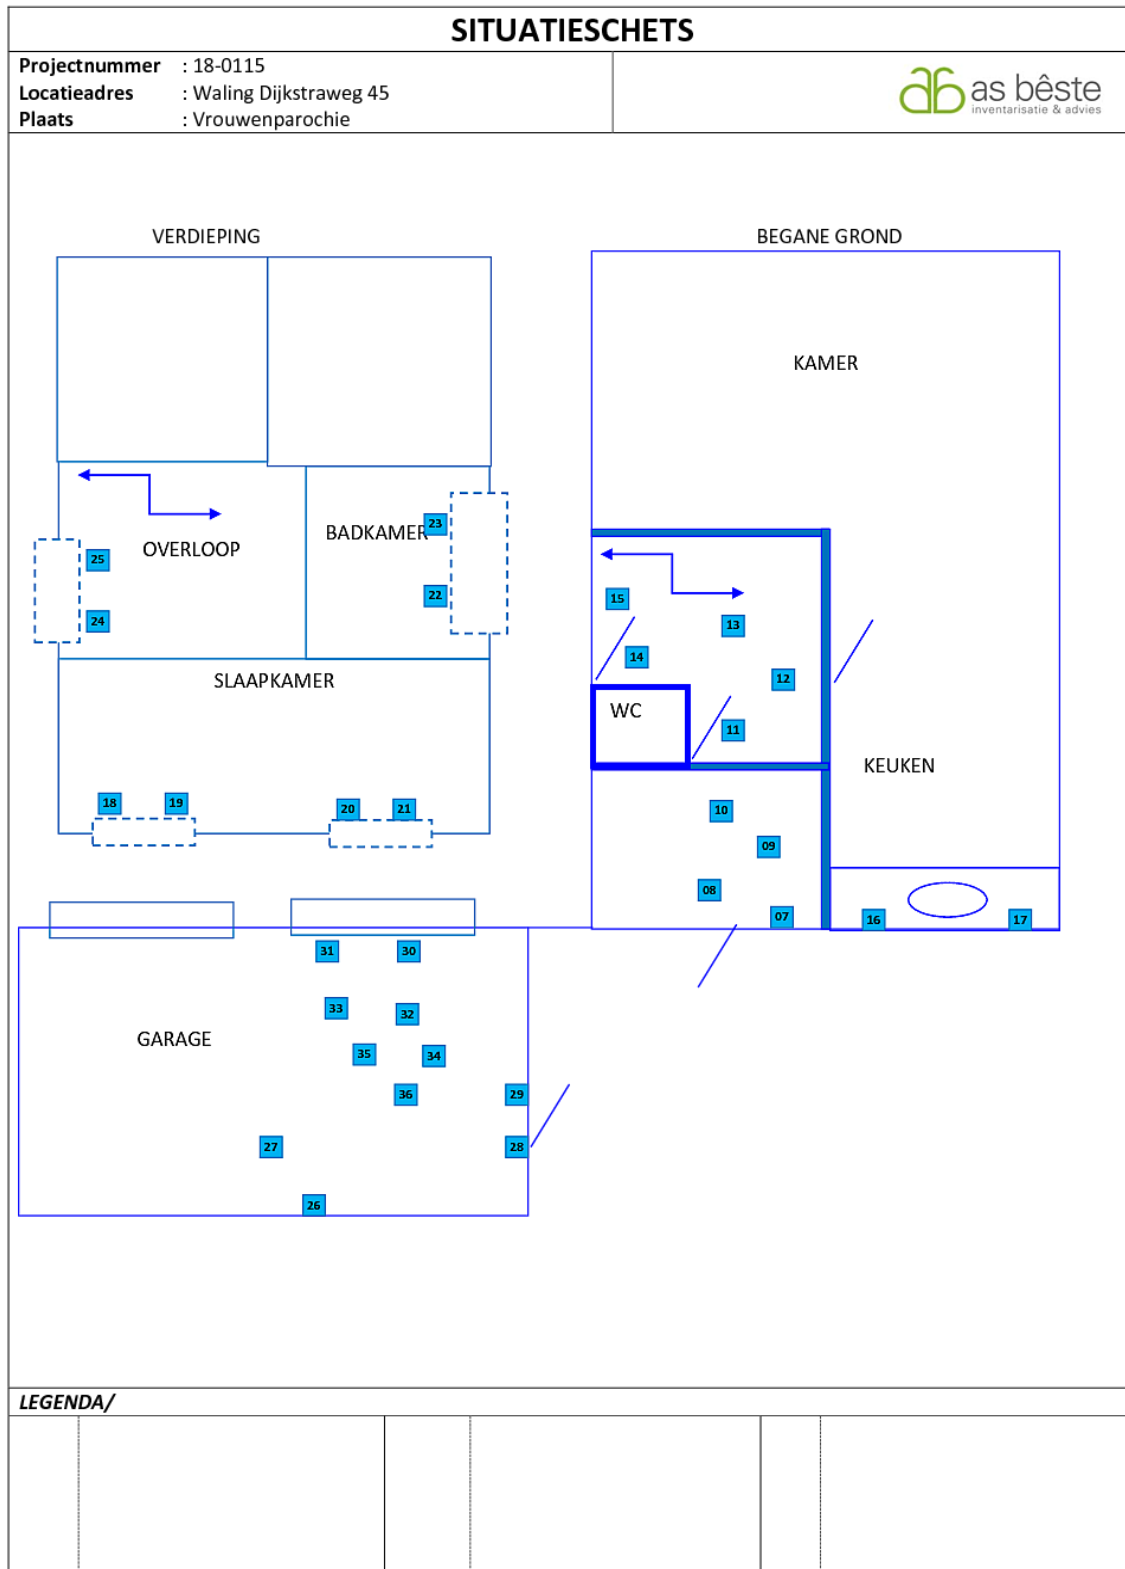 SITUATIESCHETS
Projectnummer : 18-0115
Locatieadres : Waling Dijkstraweg 45
Plaats : Vrouwenparochie
as bêste
inventarisatie & advies
VERDIEPING
BEGANE GROND
KAMER
23
BADKAMER
OVERLOOP
25
22
24
15
13
14
12
SLAAPKAMER
WC
11
KEUKEN
18
19
20
21
10
09
08
07
16
17
31
30
33
32
GARAGE
35
34
36
29
27
28
26
LEGENDA/